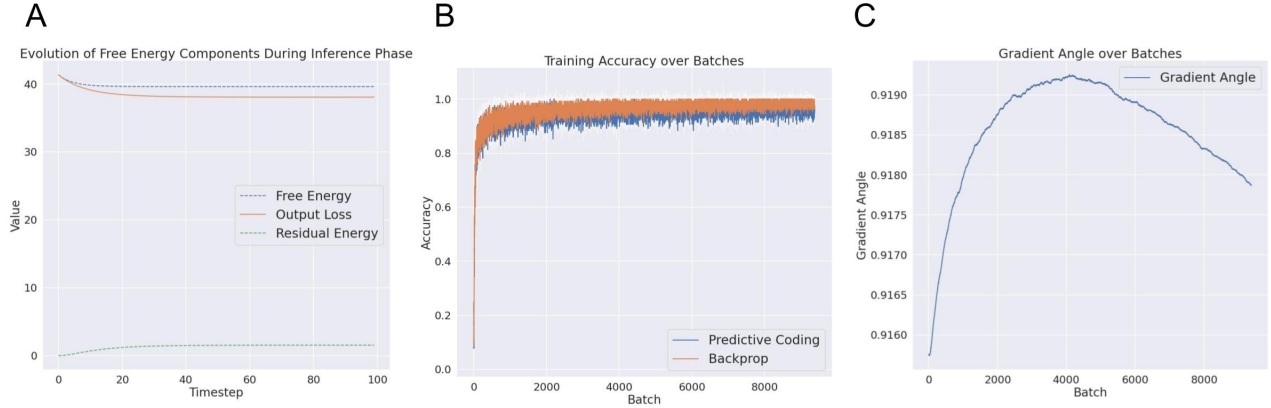 A
Evolution of Free Energy Components During Inference Phase
40
30
20
10
0
Value
Free Energy
Output Loss
Residual Energy
0 20 40 60 80 100
Timestep
B
Training Accuracy over Batches
1.0
0.8
0.6
0.4
0.2
0.0
Accuracy
Predictive Coding
Backprop
0 2000 4000 6000 8000
Batch
C
Gradient Angle over Batches
Gradient Angle
0.9190
0.9185
0.9180
0.9175
0.9170
0.9165
0.9160
Gradient Angle
0 2000 4000 6000 8000
Batch